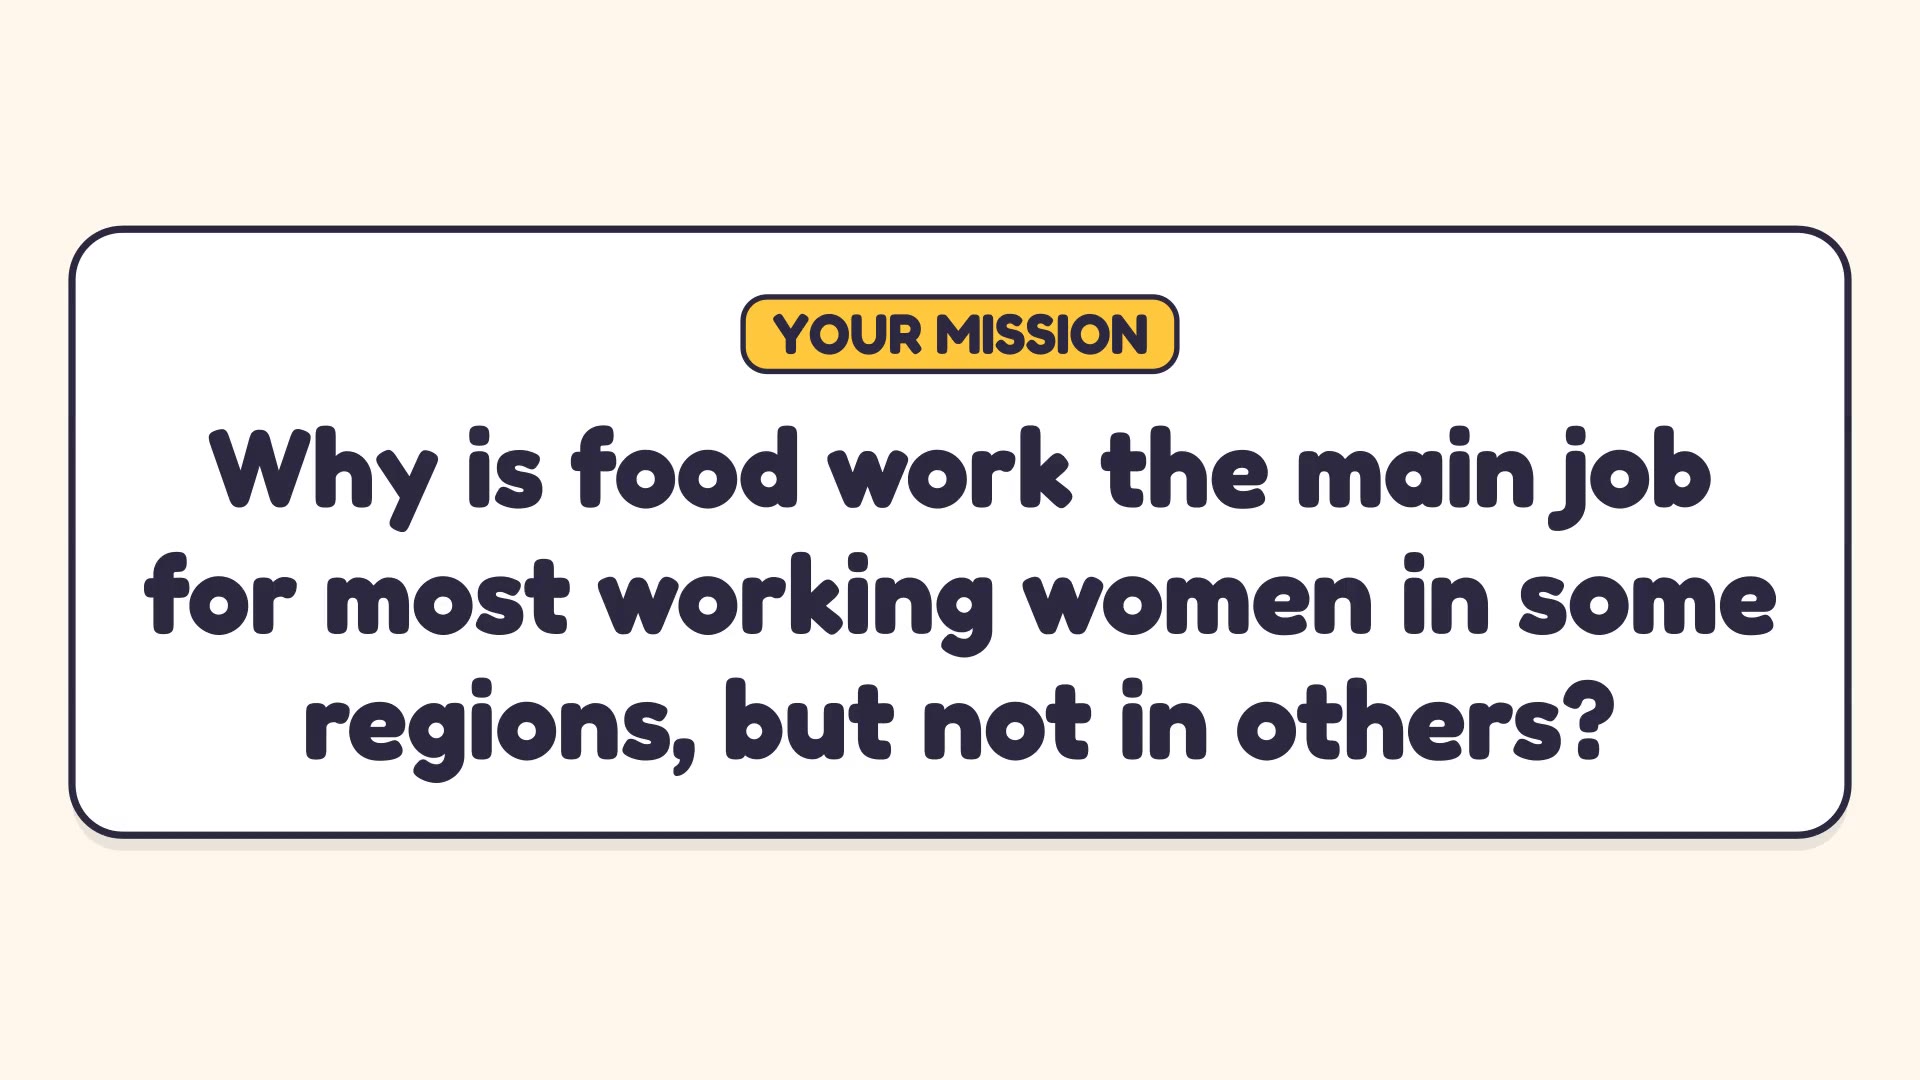 YOUR MISSION
Why is food work the main job
for most working women in some
regions, but not in others?